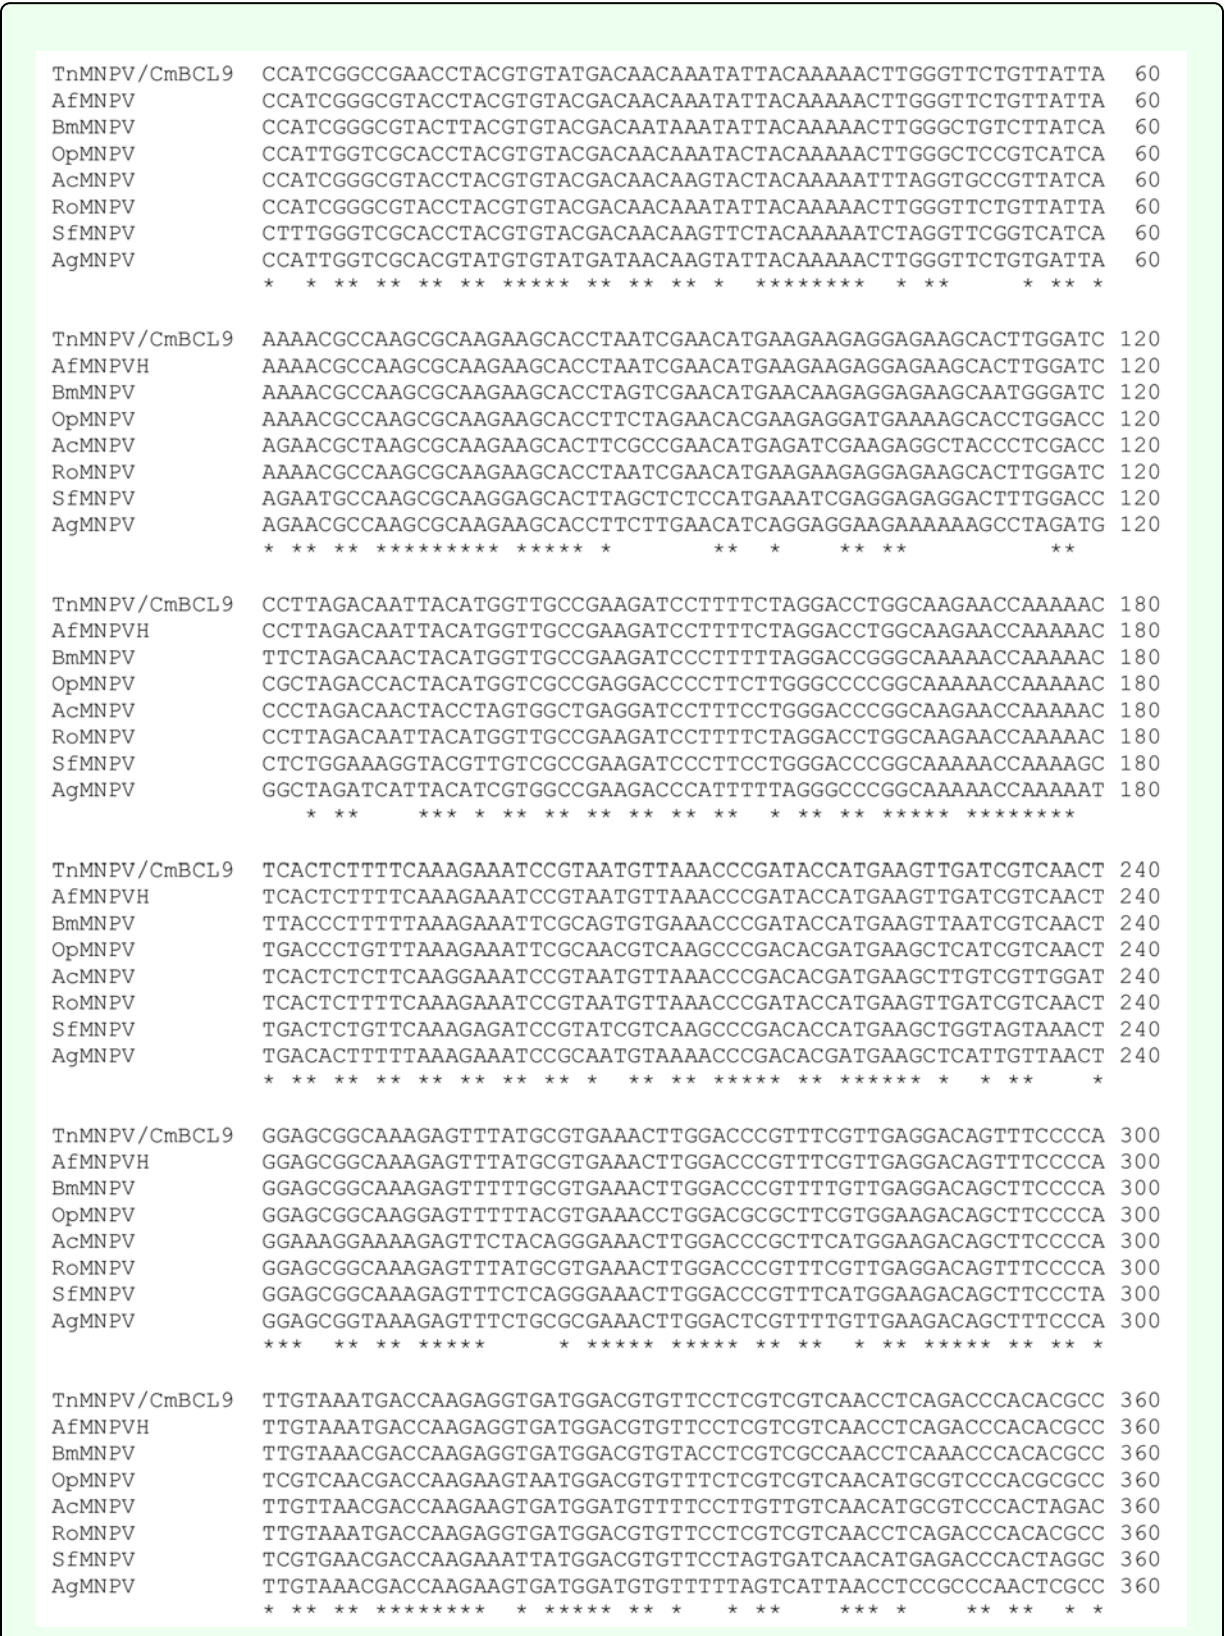 TnMNPV/CmBCL9 CCATCGGCCGAACCTACGTGTATGACAACAAATATTACAAAAACTTGGGTTCTGTTATTA 60
AfMNPV CCATCGGGCGTACCTACGTGTACGACAACAAATATTACAAAAACTTGGGTTCTGTTATTA 60
BmMNPV CCATCGGGCGTACTTACGTGTACGACAATAAATATTACAAAAACTTGGGCTGTCTTATCA 60
OpMNPV CCATTGGTCGCACCTACGTGTACGACAACAAATACTACAAAAACTTGGGCTCCGTCATCA 60
AcMNPV CCATCGGGCGTACCTACGTGTACGACAACAAGTACTACAAAAATTTAGGTGCCGTTATCA 60
RoMNPV CCATCGGGCGTACCTACGTGTACGACAACAAATATTACAAAAACTTGGGTTCTGTTATTA 60
SfMNPV CTTTGGGTCGCACCTACGTGTACGACAACAAGTTCTACAAAAATCTAGGTTCGGTCATCA 60
AgMNPV CCATTGGTCGCACGTATGTGTATGATAACAAGTATTACAAAAACTTGGGTTCTGTGATTA 60
* * ** ** ** ** ***** ** ** ** * ******** * ** * ** *
TnMNPV/CmBCL9 AAAACGCCAAGCGCAAGAAGCACCTAATCGAACATGAAGAAGAGGAGAAGCACTTGGATC 120
AfMNPVH AAAACGCCAAGCGCAAGAAGCACCTAATCGAACATGAAGAAGAGGAGAAGCACTTGGATC 120
BmMNPV AAAACGCCAAGCGCAAGAAGCACCTAGTCGAACATGAACAAGAGGAGAAGCAATGGGATC 120
OpMNPV AAAACGCCAAGCGCAAGAAGCACCTTCTAGAACACGAAGAGGATGAAAAGCACCTGGACC 120
AcMNPV AGAACGCTAAGCGCAAGAAGCACTTCGCCGAACATGAGATCGAAGAGGCTACCCTCGACC 120
RoMNPV AAAACGCCAAGCGCAAGAAGCACCTAATCGAACATGAAGAAGAGGAGAAGCACTTGGATC 120
SfMNPV AGAATGCCAAGCGCAAGGAGCACTTAGCTCTCCATGAAATCGAGGAGAGGACTTTGGACC 120
AgMNPV AGAACGCCAAGCGCAAGAAGCACCTTCTTGAACATCAGGAGGAAGAAAAAAGCCTAGATG 120
* ** ** ********* ***** * ** * ** ** **
TnMNPV/CmBCL9 CCTTAGACAATTACATGGTTGCCGAAGATCCTTTTCTAGGACCTGGCAAGAACCAAAAAC 180
AfMNPVH CCTTAGACAATTACATGGTTGCCGAAGATCCTTTTCTAGGACCTGGCAAGAACCAAAAAC 180
BmMNPV TTCTAGACAACTACATGGTTGCCGAAGATCCCTTTTTAGGACCGGGCAAAAACCAAAAAC 180
OpMNPV CGCTAGACCACTACATGGTCGCCGAGGACCCCTTCTTGGGCCCCGGCAAAAACCAAAAAC 180
AcMNPV CCCTAGACAACTACCTAGTGGCTGAGGATCCTTTCCTGGGACCCGGCAAGAACCAAAAAC 180
RoMNPV CCTTAGACAATTACATGGTTGCCGAAGATCCTTTTCTAGGACCTGGCAAGAACCAAAAAC 180
SfMNPV CTCTGGAAAGGTACGTTGTCGCCGAAGATCCCTTCCTGGGACCCGGCAAAAACCAAAAGC 180
AgMNPV GGCTAGATCATTACATCGTGGCCGAAGACCCATTTTTAGGGCCCGGCAAAAACCAAAAAT 180
* ** *** * ** ** ** ** ** ** * ** ** ***** ********
TnMNPV/CmBCL9 TCACTCTTTTCAAAGAAATCCGTAATGTTAAACCCGATACCATGAAGTTGATCGTCAACT 240
AfMNPVH TCACTCTTTTCAAAGAAATCCGTAATGTTAAACCCGATACCATGAAGTTGATCGTCAACT 240
BmMNPV TTACCCTTTTTAAAGAAATTCGCAGTGTGAAACCCGATACCATGAAGTTAATCGTCAACT 240
OpMNPV TGACCCTGTTTAAAGAAATTCGCAACGTCAAGCCCGACACGATGAAGCTCATCGTCAACT 240
AcMNPV TCACTCTCTTCAAGGAAATCCGTAATGTTAAACCCGACACGATGAAGCTTGTCGTTGGAT 240
RoMNPV TCACTCTTTTCAAAGAAATCCGTAATGTTAAACCCGATACCATGAAGTTGATCGTCAACT 240
SfMNPV TGACTCTGTTCAAAGAGATCCGTATCGTCAAGCCCGACACCATGAAGCTGGTAGTAAACT 240
AgMNPV TGACACTTTTTAAAGAAATCCGCAATGTAAAACCCGACACGATGAAGCTCATTGTTAACT 240
* ** ** ** ** ** ** * ** ** ***** ** ****** * * ** *
TnMNPV/CmBCL9 GGAGCGGCAAAGAGTTTATGCGTGAAACTTGGACCCGTTTCGTTGAGGACAGTTTCCCCA 300
AfMNPVH GGAGCGGCAAAGAGTTTATGCGTGAAACTTGGACCCGTTTCGTTGAGGACAGTTTCCCCA 300
BmMNPV GGAGCGGCAAAGAGTTTTTGCGTGAAACTTGGACCCGTTTTGTTGAGGACAGCTTCCCCA 300
OpMNPV GGAGCGGCAAGGAGTTTTTACGTGAAACCTGGACGCGCTTCGTGGAAGACAGCTTCCCCA 300
AcMNPV GGAAAGGAAAAGAGTTCTACAGGGAAACTTGGACCCGCTTCATGGAAGACAGCTTCCCCA 300
RoMNPV GGAGCGGCAAAGAGTTTATGCGTGAAACTTGGACCCGTTTCGTTGAGGACAGTTTCCCCA 300
SfMNPV GGAGCGGCAAAGAGTTTCTCAGGGAAACTTGGACCCGTTTCATGGAAGACAGCTTCCCTA 300
AgMNPV GGAGCGGTAAAGAGTTTCTGCGCGAAACTTGGACTCGTTTTGTTGAAGACAGCTTTCCCA 300
*** ** ** ***** * ***** ***** ** ** * ** ***** ** ** *
TnMNPV/CmBCL9 TTGTAAATGACCAAGAGGTGATGGACGTGTTCCTCGTCGTCAACCTCAGACCCACACGCC 360
AfMNPVH TTGTAAATGACCAAGAGGTGATGGACGTGTTCCTCGTCGTCAACCTCAGACCCACACGCC 360
BmMNPV TTGTAAACGACCAAGAGGTGATGGACGTGTACCTCGTCGCCAACCTCAAACCCACACGCC 360
OpMNPV TCGTCAACGACCAAGAAGTAATGGACGTGTTTCTCGTCGTCAACATGCGTCCCACGCGCC 360
AcMNPV TTGTTAACGACCAAGAAGTGATGGATGTTTTCCTTGTTGTCAACATGCGTCCCACTAGAC 360
RoMNPV TTGTAAATGACCAAGAGGTGATGGACGTGTTCCTCGTCGTCAACCTCAGACCCACACGCC 360
SfMNPV TCGTGAACGACCAAGAAATTATGGACGTGTTCCTAGTGATCAACATGAGACCCACTAGGC 360
AgMNPV TTGTAAACGACCAAGAAGTGATGGATGTGTTTTTAGTCATTAACCTCCGCCCAACTCGCC 360
* ** ** ******** * ***** ** * * ** *** * ** ** * *